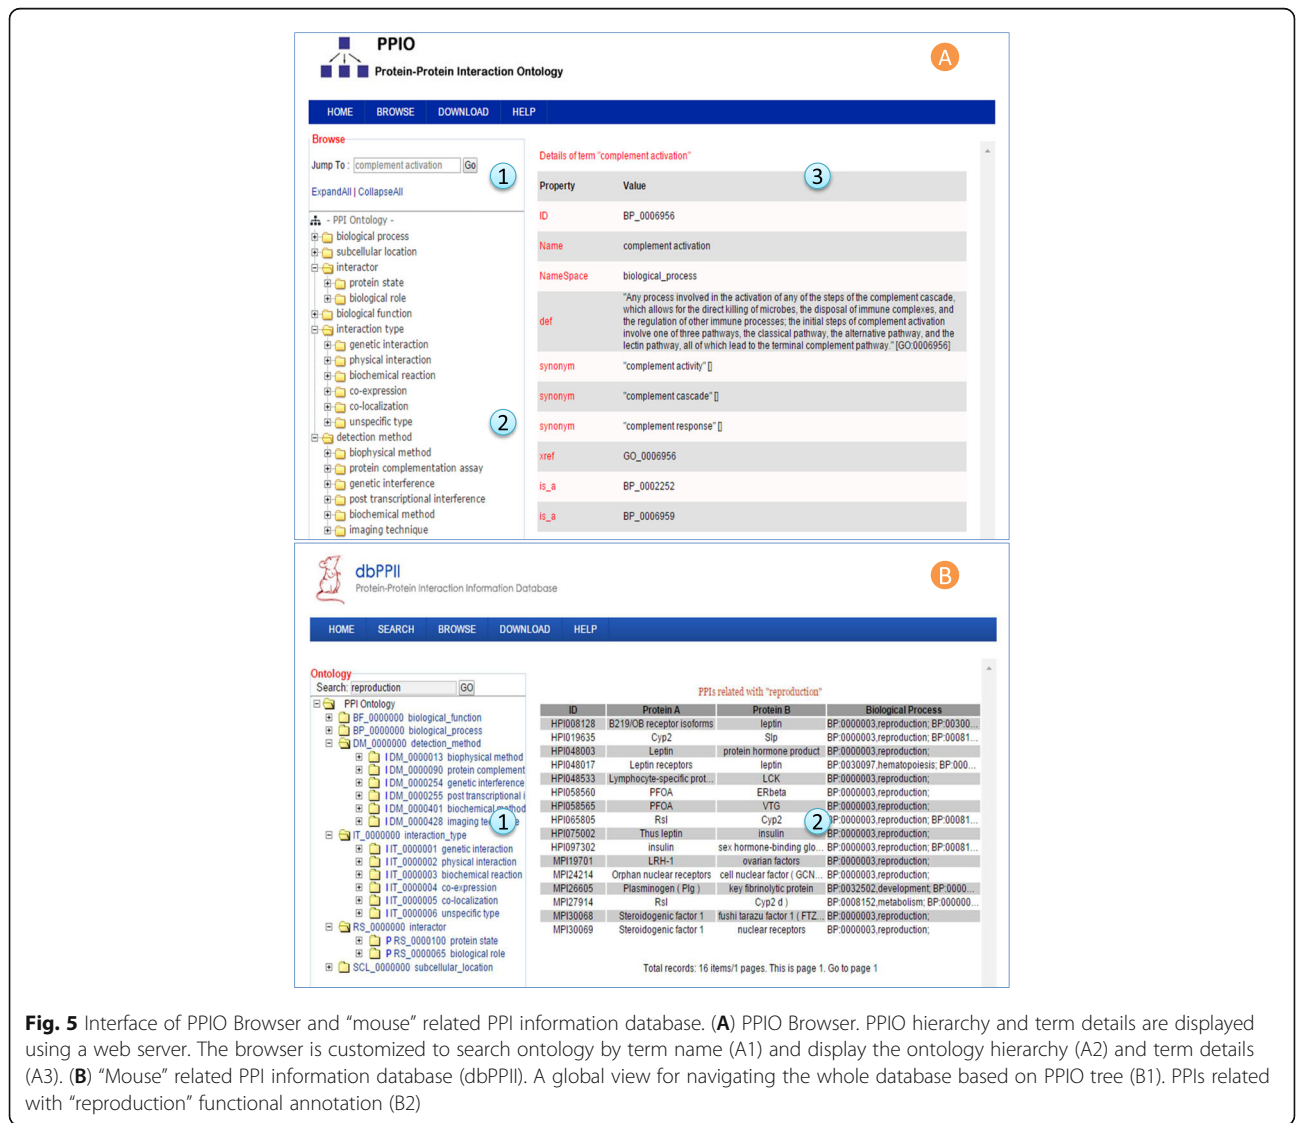 PPIO
Protein-Protein Interaction Ontology
A
HOME BROWSE DOWNLOAD HELP
Browse
Jump To : complement activation Go
1
ExpandAll | CollapseAll
- PPI Ontology -
biological process
subcellular location
interactor
protein state
biological role
biological function
interaction type
genetic interaction
physical interaction
biochemical reaction
co-expression
co-localization
unspecific type
2
detection method
biophysical method
protein complementation assay
genetic interference
post transcriptional interference
biochemical method
imaging technique
Details of term "complement activation"
3
Property Value
ID BP_0006956
Name complement activation
NameSpace biological_process
def "Any process involved in the activation of any of the steps of the complement cascade,
which allows for the direct killing of microbes, the disposal of immune complexes, and
the regulation of other immune processes; the initial steps of complement activation
involve one of three pathways, the classical pathway, the alternative pathway, and the
lectin pathway, all of which lead to the terminal complement pathway." [GO:0006956]
synonym "complement activity" []
synonym "complement cascade" []
synonym "complement response" []
xref GO_0006956
is_a BP_0002252
is_a BP_0006959
dbPPII
Protein-Protein Interaction Information Database
B
HOME SEARCH BROWSE DOWNLOAD HELP
Ontology
Search: reproduction GO
PPI Ontology
BF_0000000 biological_function
BP_0000000 biological_process
DM_0000000 detection_method
I DM_0000013 biophysical method
I DM_0000090 protein complement
I DM_0000254 genetic interference
I DM_0000255 post transcriptional i
I DM_0000401 biochemical method
I DM_0000428 imaging
1
IT_0000000 interaction_type
I IT_0000001 genetic interaction
I IT_0000002 physical interaction
I IT_0000003 biochemical reaction
I IT_0000004 co-expression
I IT_0000005 co-localization
I IT_0000006 unspecific type
RS_0000000 interactor
P RS_0000100 protein state
P RS_0000065 biological role
SCL_0000000 subcellular_location
PPIs related with "reproduction"
ID Protein A Protein B Biological Process
HPI008128 B219/OB receptor isoforms leptin BP:0000003,reproduction; BP:00300...
HPI019635 Cyp2 Slp BP:0000003,reproduction; BP:00081...
HPI048003 Leptin protein hormone product BP:0000003,reproduction;
HPI048017 Leptin receptors leptin BP:0030097,hematopoiesis; BP:000...
HPI048533 Lymphocyte-specific prot... LCK BP:0000003,reproduction;
HPI058560 PFOA ERbeta BP:0000003,reproduction;
HPI058565 PFOA VTG BP:0000003,reproduction;
HPI065805 Rsl Cyp2 BP:0000003,reproduction; BP:00081...
2
HPI075002 Thus leptin insulin BP:0000003,reproduction;
HPI097302 insulin sex hormone-binding glo... BP:0000003,reproduction; BP:00081...
MPI19701 LRH-1 ovarian factors BP:0000003,reproduction;
MPI24214 Orphan nuclear receptors cell nuclear factor ( GCN... BP:0000003,reproduction;
MPI26605 Plasminogen ( Plg ) key fibrinolytic protein BP:0032502,development; BP:0000...
MPI27914 Rsl Cyp2 d ) BP:0008152,metabolism; BP:000000...
MPI30068 Steroidogenic factor 1 fushi tarazu factor 1 ( FTZ... BP:0000003,reproduction;
MPI30069 Steroidogenic factor 1 nuclear receptors BP:0000003,reproduction;
Total records: 16 items/1 pages. This is page 1. Go to page 1
Fig. 5 Interface of PPIO Browser and “mouse” related PPI information database. (A) PPIO Browser. PPIO hierarchy and term details are displayed
using a web server. The browser is customized to search ontology by term name (A1) and display the ontology hierarchy (A2) and term details
(A3). (B) “Mouse” related PPI information database (dbPPII). A global view for navigating the whole database based on PPIO tree (B1). PPIs related
with “reproduction” functional annotation (B2)